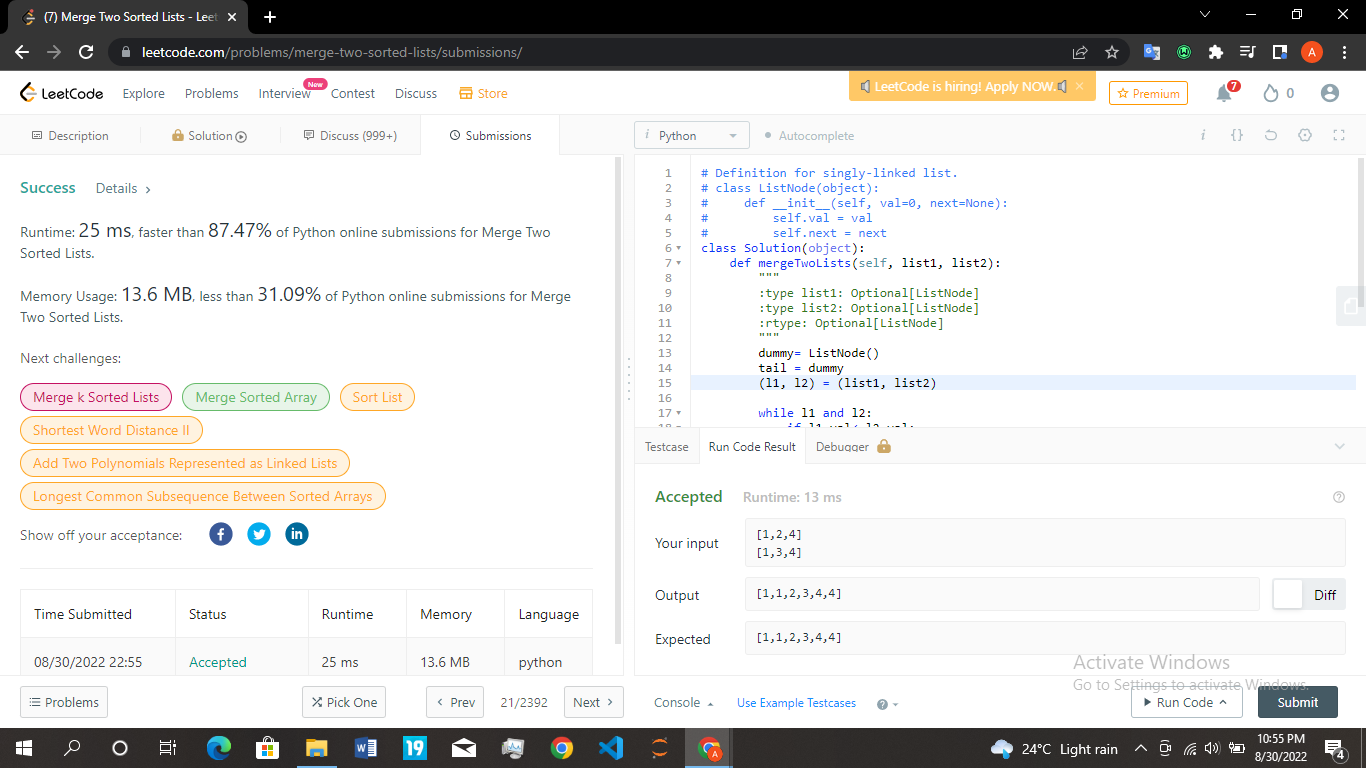 (7) Merge Two Sorted Lists - Leet
leetcode.com/problems/merge-two-sorted-lists/submissions/
A
LeetCode
Explore
Problems
Interview
New
Contest
Discuss
Store
LeetCode is hiring! Apply NOW.
Premium
7
0
Description
Solution
Discuss (999+)
Submissions
i Python
Autocomplete
Success
Details
Runtime: 25 ms, faster than 87.47% of Python online submissions for Merge Two
Sorted Lists.
Memory Usage: 13.6 MB, less than 31.09% of Python online submissions for Merge
Two Sorted Lists.
Next challenges:
Merge k Sorted Lists
Merge Sorted Array
Sort List
Shortest Word Distance II
Add Two Polynomials Represented as Linked Lists
Longest Common Subsequence Between Sorted Arrays
Show off your acceptance:
Time Submitted Status Runtime Memory Language
08/30/2022 22:55 Accepted 25 ms 13.6 MB python
1 # Definition for singly-linked list.
2 # class ListNode(object):
3 #     def __init__(self, val=0, next=None):
4 #         self.val = val
5 #         self.next = next
6 class Solution(object):
7     def mergeTwoLists(self, list1, list2):
8         """
9         :type list1: Optional[ListNode]
10         :type list2: Optional[ListNode]
11         :rtype: Optional[ListNode]
12         """
13         dummy= ListNode()
14         tail = dummy
15         (l1, l2) = (list1, list2)
16
17         while l1 and l2:
Testcase
Run Code Result
Debugger
Accepted
Runtime: 13 ms
Your input
[1,2,4]
[1,3,4]
Output
[1,1,2,3,4,4]
Diff
Expected
[1,1,2,3,4,4]
Activate Windows
Go to Settings to activate Windows.
Problems
Pick One
Prev
21/2392
Next
Console
Use Example Testcases
Run Code
Submit
19
24°C Light rain
10:55 PM
8/30/2022
4